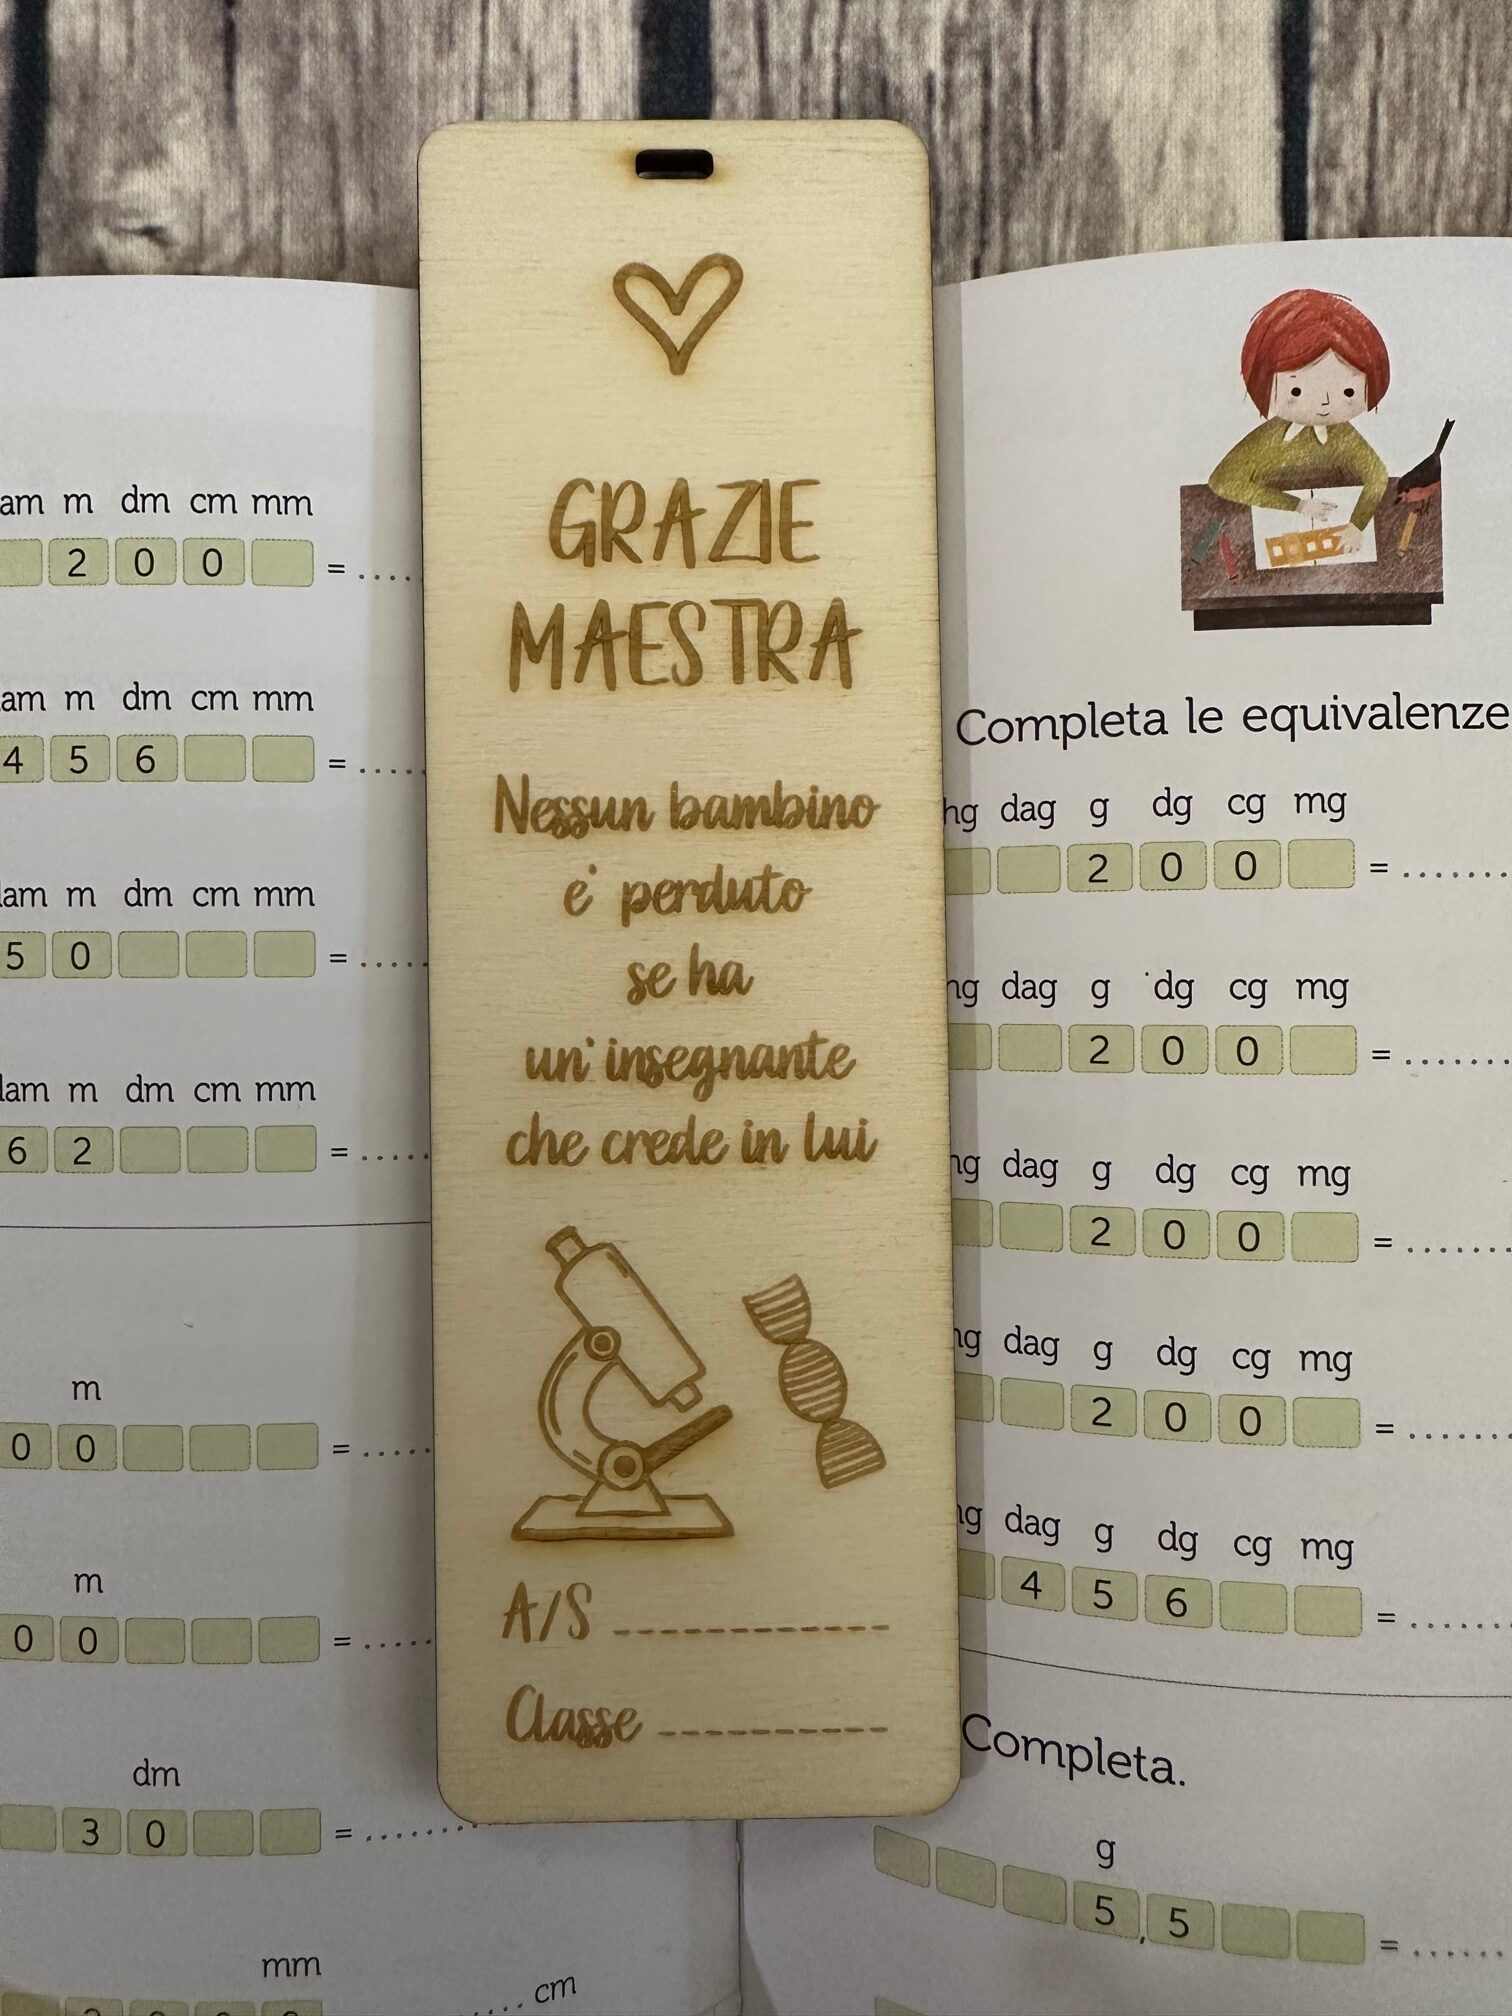 GRAZIE
MAESTRA
Nessun bambino
e' perduto
se ha
un' insegnante
che crede in lui
A/S ------------
Classe ----------
m dm cm mm
2 0 0 = ....
m dm cm mm
4 5 6 = ....
m dm cm mm
5 0 = ....
m dm cm mm
6 2 = ....
m
0 0 = ....
m
0 0 = ....
dm
3 0 = ........
mm
cm
Completa le equivalenze
dag g dg cg mg
2 0 0 = .......
dag g dg cg mg
2 0 0 = .......
dag g dg cg mg
2 0 0 = .......
dag g dg cg mg
2 0 0 = .......
dag g dg cg mg
4 5 6 = .......
Completa.
g
5,5 = .......